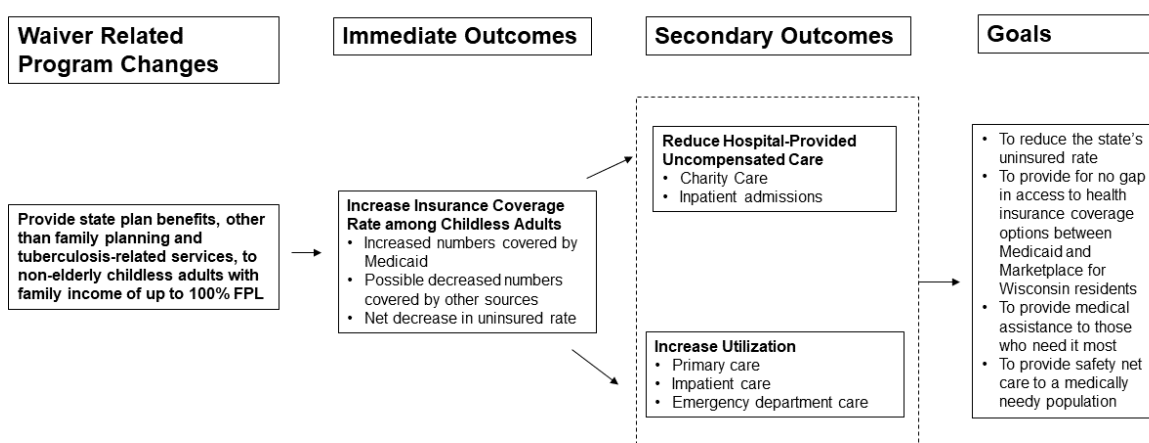 Waiver Related
Program Changes
Immediate Outcomes
Secondary Outcomes
Goals
Provide state plan benefits, other
than family planning and
tuberculosis-related services, to
non-elderly childless adults with
family income of up to 100% FPL
Increase Insurance Coverage
Rate among Childless Adults
• Increased numbers covered by
Medicaid
• Possible decreased numbers
covered by other sources
• Net decrease in uninsured rate
Reduce Hospital-Provided
Uncompensated Care
• Charity Care
• Inpatient admissions
Increase Utilization
• Primary care
• Impatient care
• Emergency department care
• To reduce the state's
uninsured rate
• To provide for no gap
in access to health
insurance coverage
options between
Medicaid and
Marketplace for
Wisconsin residents
• To provide medical
assistance to those
who need it most
• To provide safety net
care to a medically
needy population